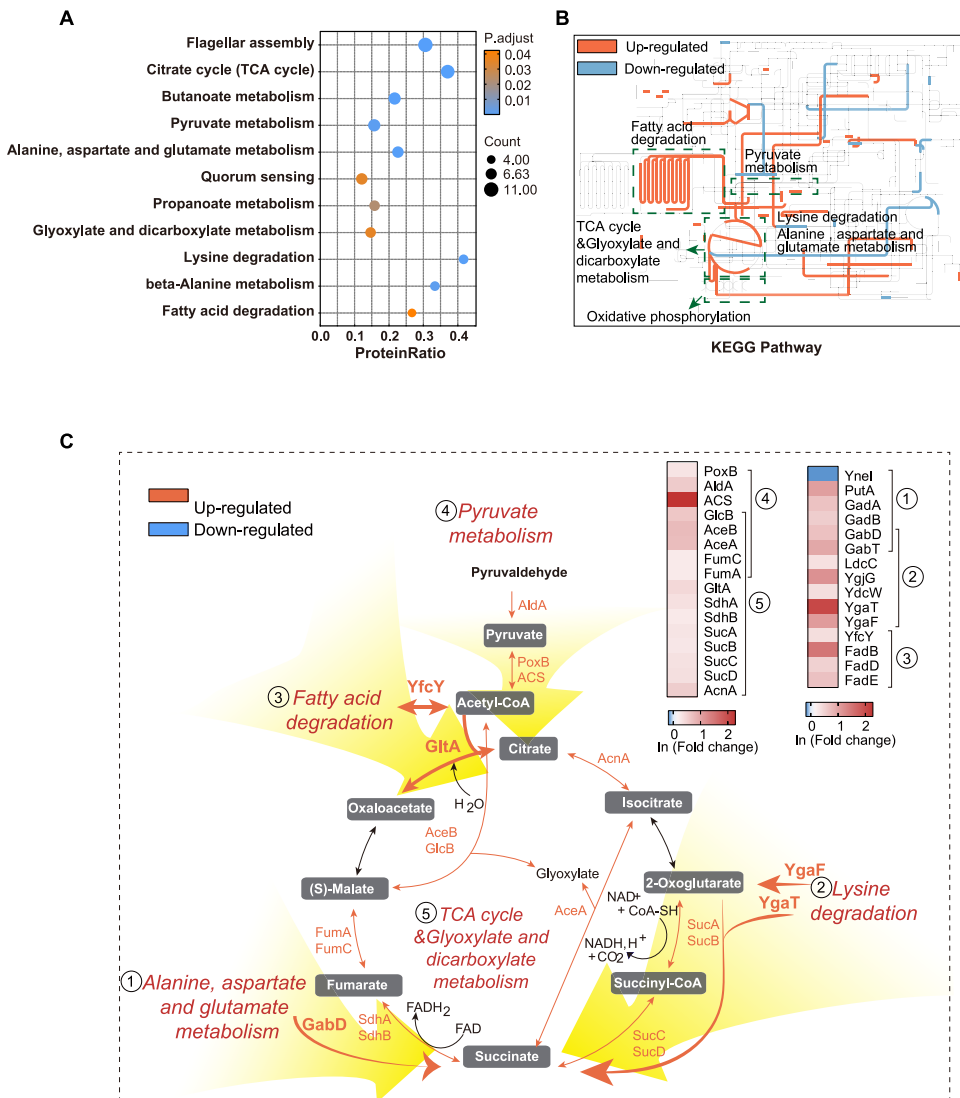 A
Flagellar assembly
Citrate cycle (TCA cycle)
Butanoate metabolism
Pyruvate metabolism
Alanine, aspartate and glutamate metabolism
Quorum sensing
Propanoate metabolism
Glyoxylate and dicarboxylate metabolism
Lysine degradation
beta-Alanine metabolism
Fatty acid degradation
0.0 0.1 0.2 0.3 0.4
ProteinRatio
P.adjust
0.04
0.03
0.02
0.01
Count
4.00
6.63
11.00
B
Up-regulated
Down-regulated
Fatty acid
degradation
Pyruvate
metabolism
TCA cycle
&Glyoxylate and
dicarboxylate
metabolism
Lysine degradation
Alanine , aspartate and
glutamate metabolism
Oxidative phosphorylation
KEGG Pathway
C
Up-regulated
Down-regulated
④Pyruvate
metabolism
Pyruvaldehyde
AldA
Pyruvate
PoxB
ACS
③ Fatty acid
degradation
YfcY
Acetyl-CoA
GltA
Citrate
H2O
AcnA
Oxaloacetate
Isocitrate
AceB
GlcB
Glyoxylate
(S)-Malate
AceA
2-Oxoglutarate
YgaF
YgaT
②Lysine
degradation
NAD+
+ CoA-SH
NADH,H+
+CO2
SucA
SucB
⑤ TCA cycle
&Glyoxylate and
dicarboxylate
metabolism
FumA
FumC
Fumarate
Succinyl-CoA
①Alanine, aspartate
and glutamate
metabolism
GabD
SdhA
SdhB
FADH2
FAD
Succinate
SucC
SucD
PoxB
AldA
ACS
GlcB
AceB
AceA
FumC
FumA
GltA
SdhA
SdhB
SucA
SucB
SucC
SucD
AcnA
④
⑤
0 1 2
In (Fold change)
YneI
PutA
GadA
GadB
GabD
GabT
LdcC
YgjG
YdcW
YgaT
YgaF
YfcY
FadB
FadD
FadE
①
②
③
0 1 2
In (Fold change)